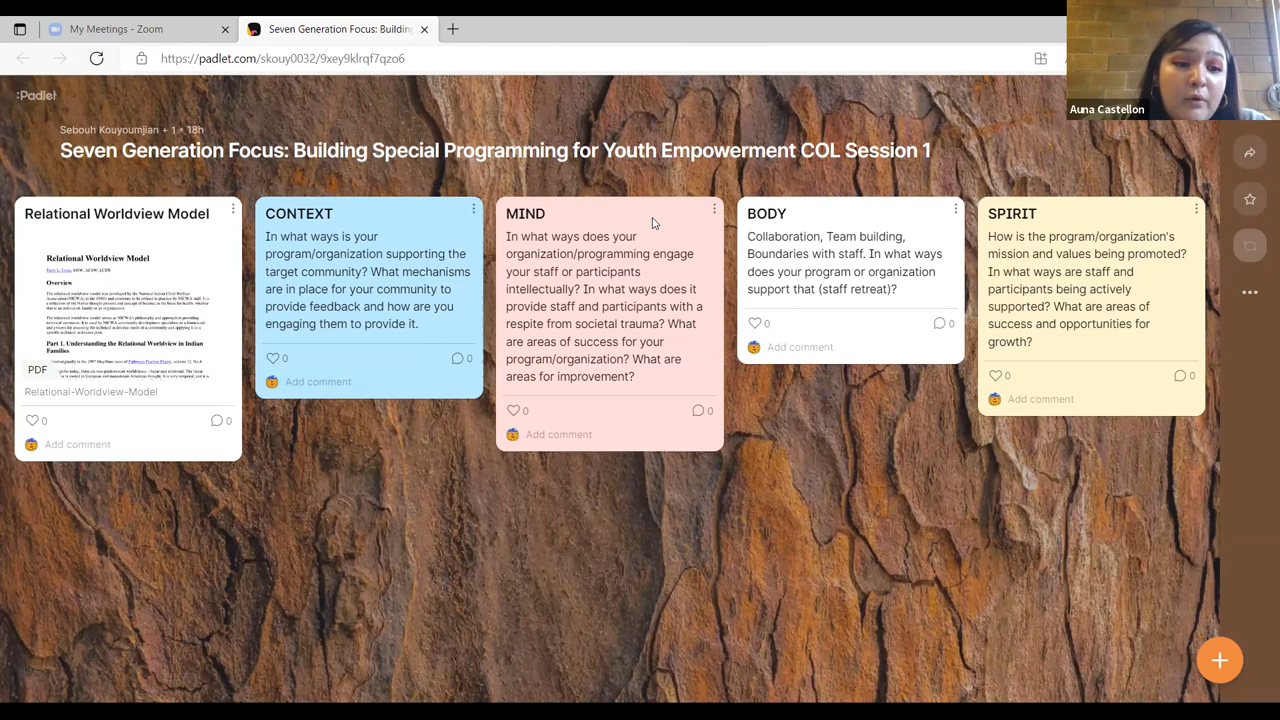 My Meetings - Zoom
Seven Generation Focus: Building
https://padlet.com/skouy0032/9xey9klrqf7qzo6
Auna Castellon
:Padlet
Sebouh Kouyoumjian + 1 • 18h
Seven Generation Focus: Building Special Programming for Youth Empowerment COL Session 1
Relational Worldview Model
Relational Worldview Model
Terry L. Cross, MSW, ACSW, LCSW
Overview
Part 1. Understanding the Relational Worldview in Indian
Families
PDF
Relational-Worldview-Model
0
0
Add comment
CONTEXT
In what ways is your
program/organization supporting the
target community? What mechanisms
are in place for your community to
provide feedback and how are you
engaging them to provide it.
0
0
Add comment
MIND
In what ways does your
organization/programming engage
your staff or participants
intellectually? In what ways does it
provide staff and participants with a
respite from societal trauma? What
are areas of success for your
program/organization? What are
areas for improvement?
0
0
Add comment
BODY
Collaboration, Team building,
Boundaries with staff. In what ways
does your program or organization
support that (staff retreat)?
0
0
Add comment
SPIRIT
How is the program/organization's
mission and values being promoted?
In what ways are staff and
participants being actively
supported? What are areas of
success and opportunities for
growth?
0
0
Add comment